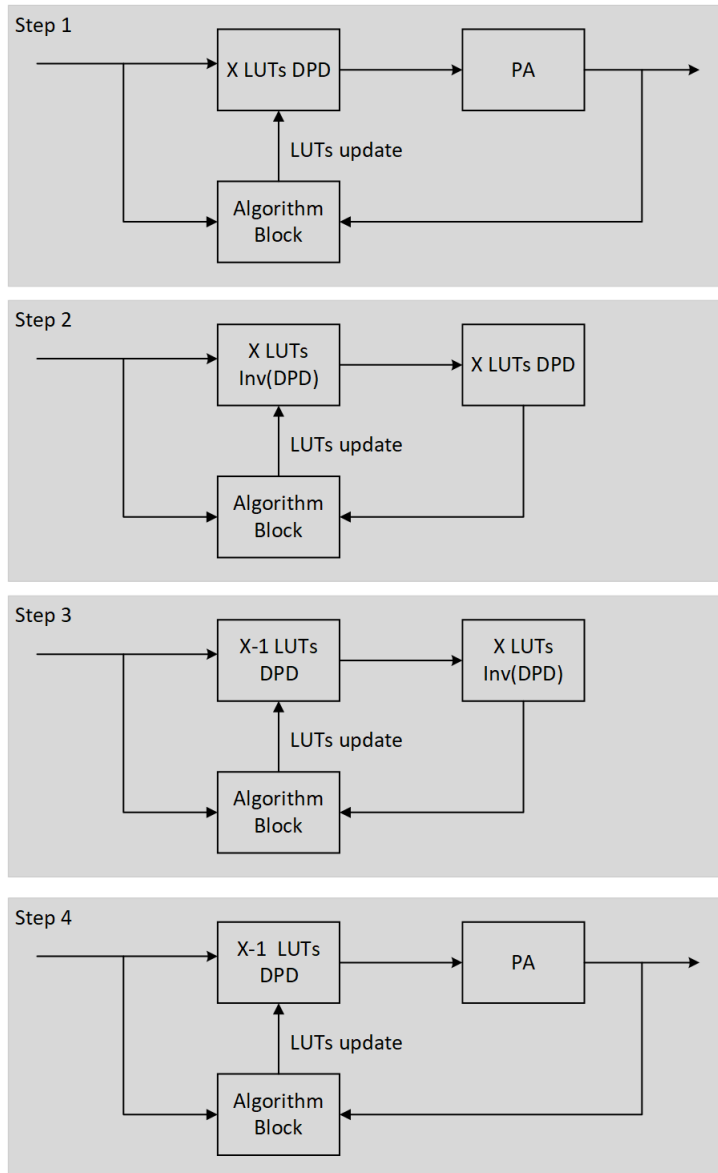 Step 1
X LUTs DPD
PA
LUTs update
Algorithm
Block
Step 2
X LUTs
Inv(DPD)
X LUTs DPD
LUTs update
Algorithm
Block
Step 3
X-1 LUTs
DPD
X LUTs
Inv(DPD)
LUTs update
Algorithm
Block
Step 4
X-1 LUTs
DPD
PA
LUTs update
Algorithm
Block